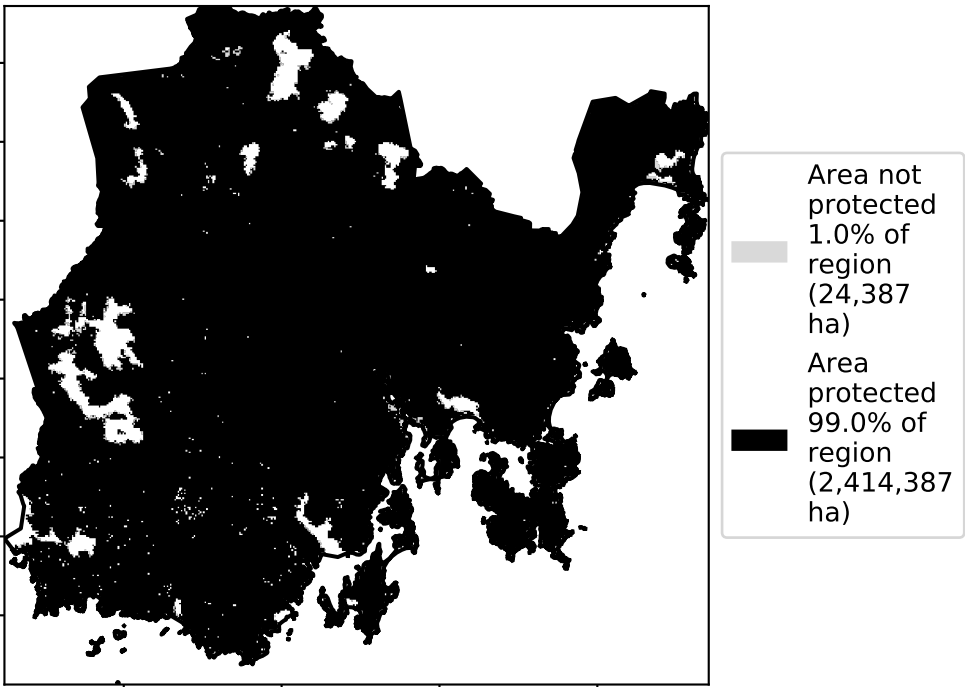 Area not
protected
1.0% of
region
(24,387
ha)
Area
protected
99.0% of
region
(2,414,387
ha)